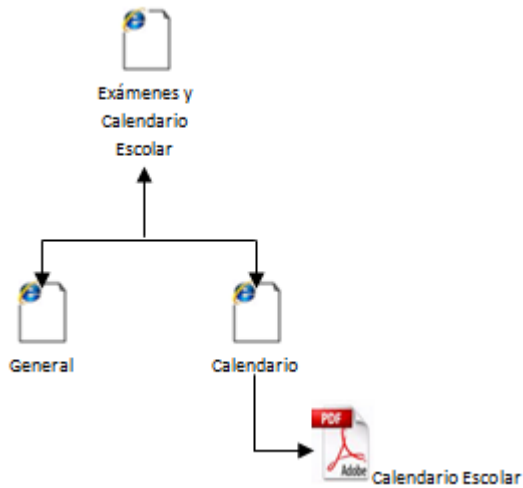 Exámenes y
Calendario
Escolar
General
Calendario
PDF
Adobe
Calendario Escolar